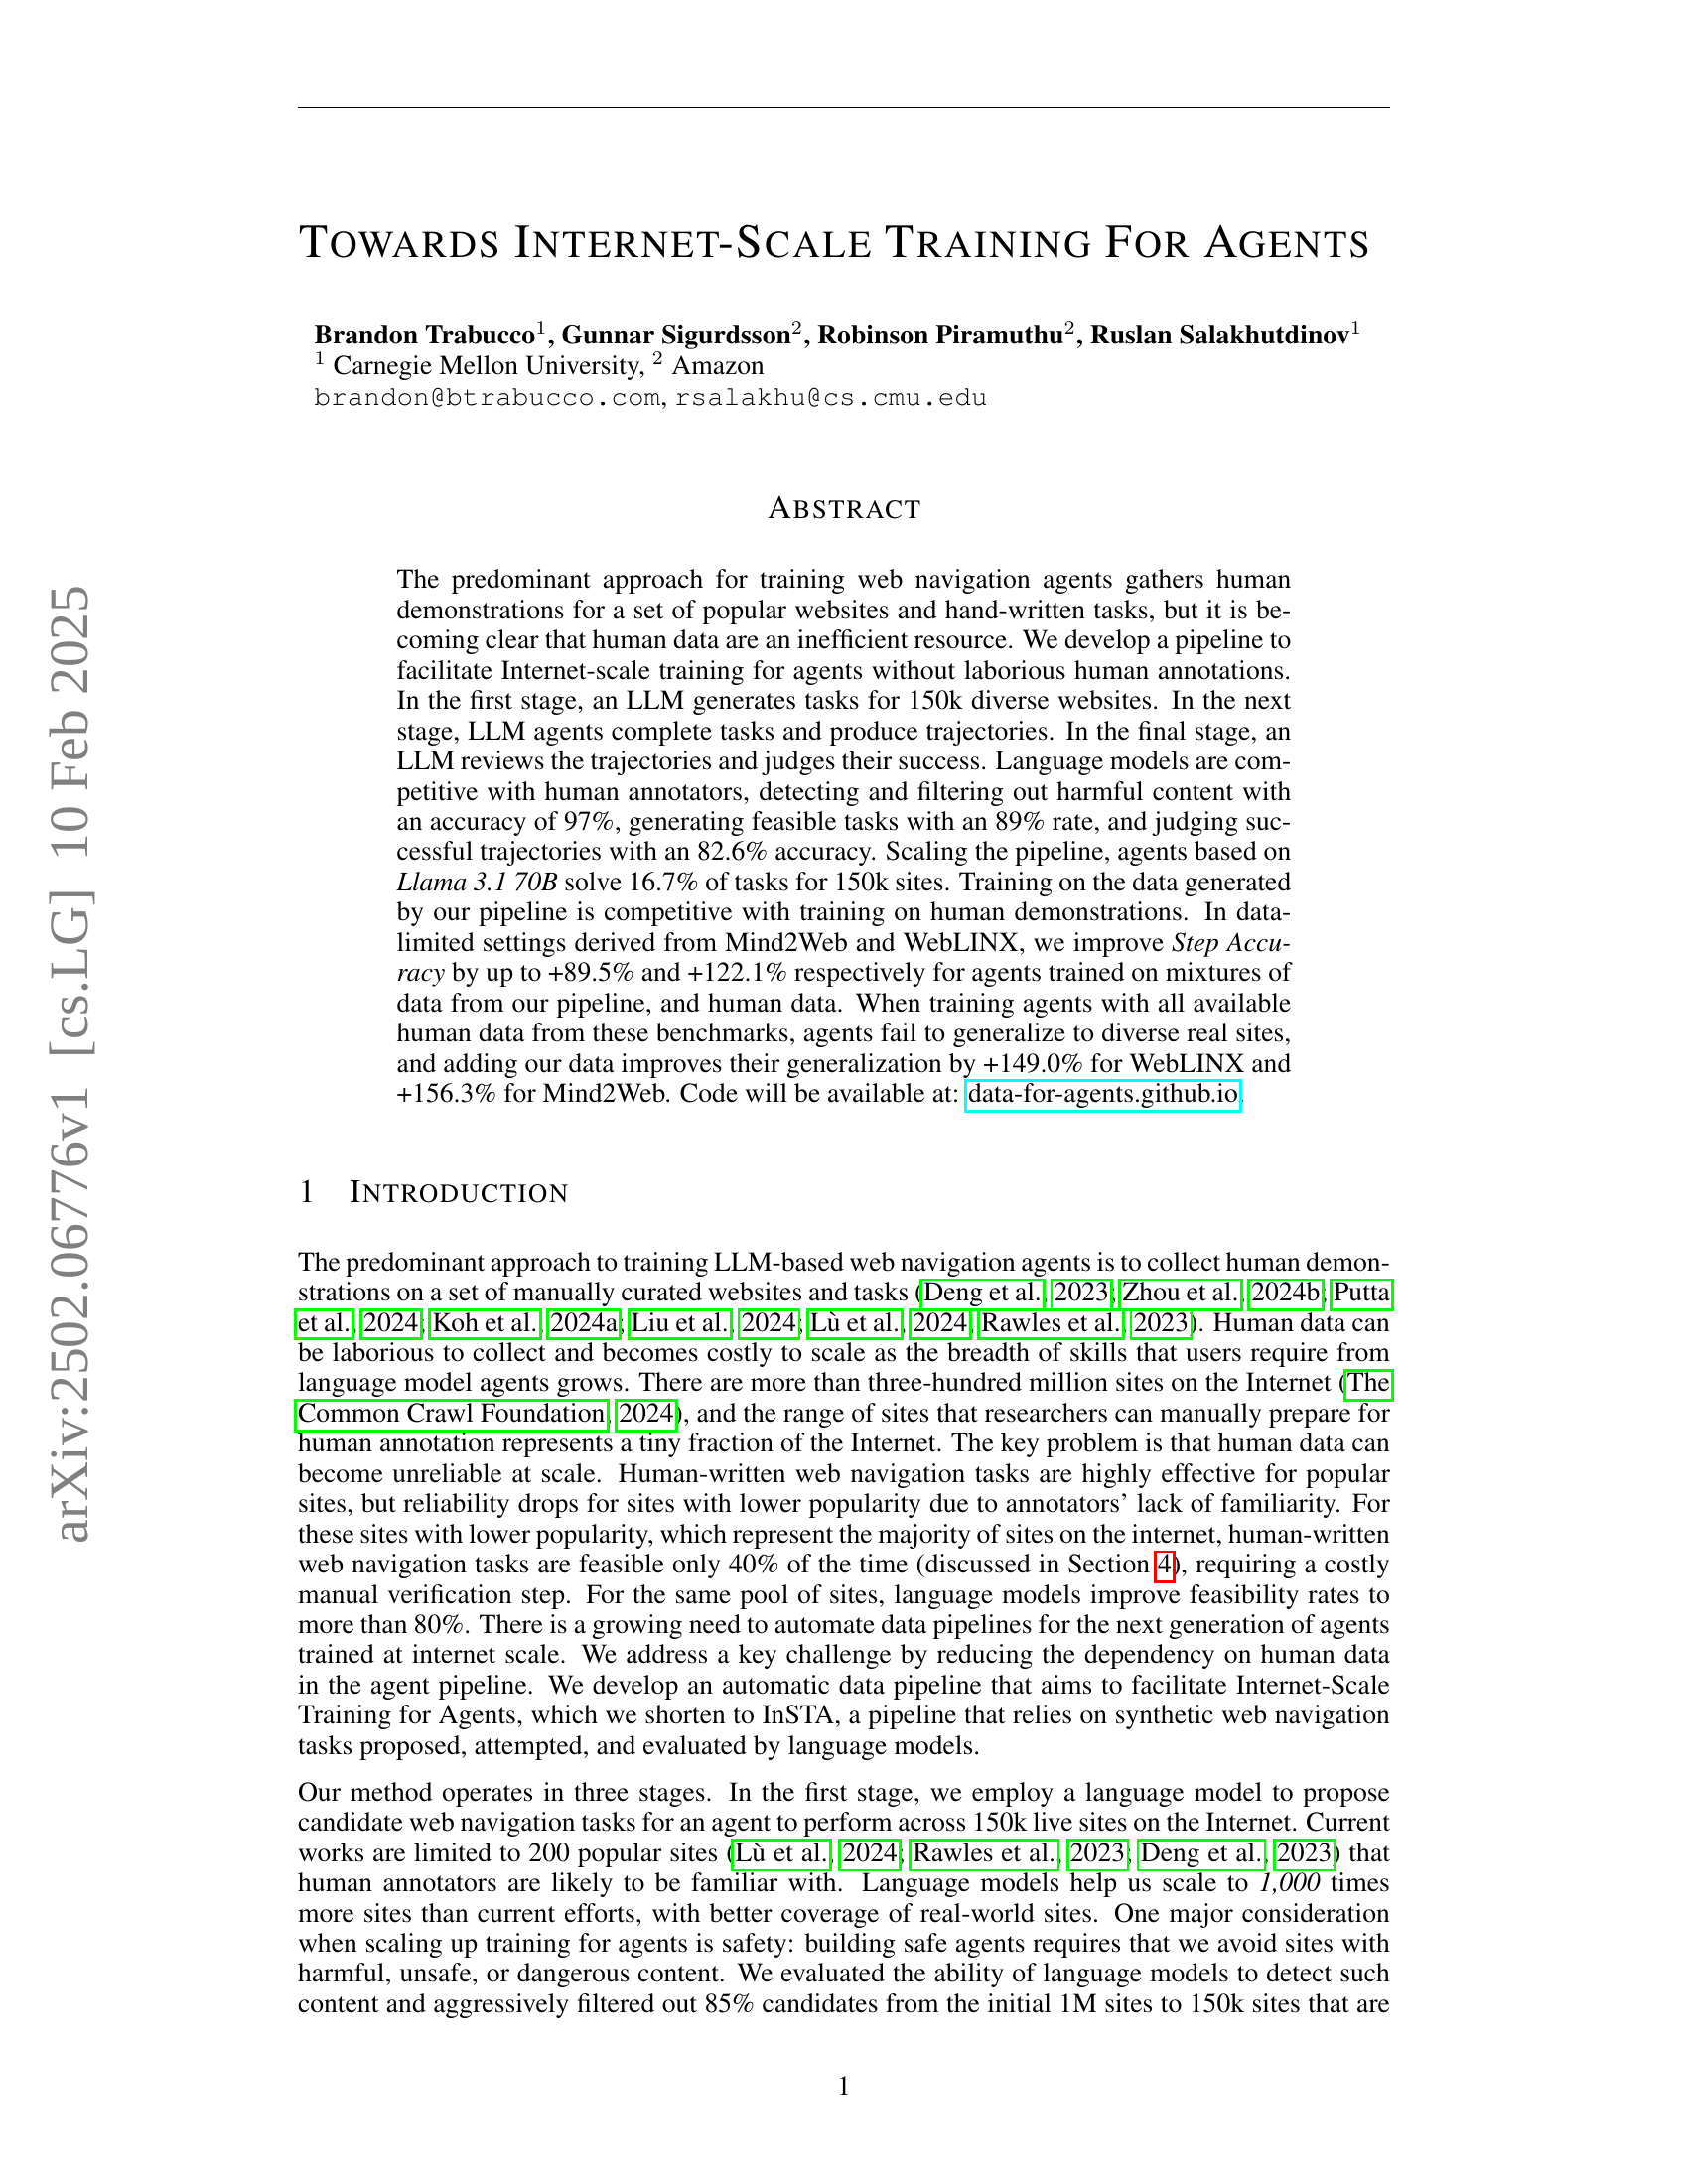 TOWARDS INTERNET-SCALE TRAINING FOR AGENTS
Brandon Trabucco1, Gunnar Sigurdsson2, Robinson Piramuthu2, Ruslan Salakhutdinov1
1 Carnegie Mellon University, 2 Amazon
brandon@btrabucco.com, rsalakhu@cs.cmu.edu
ABSTRACT
The predominant approach for training web navigation agents gathers human
demonstrations for a set of popular websites and hand-written tasks, but it is be-
coming clear that human data are an inefficient resource. We develop a pipeline to
facilitate Internet-scale training for agents without laborious human annotations.
In the first stage, an LLM generates tasks for 150k diverse websites. In the next
stage, LLM agents complete tasks and produce trajectories. In the final stage, an
LLM reviews the trajectories and judges their success. Language models are com-
petitive with human annotators, detecting and filtering out harmful content with
an accuracy of 97%, generating feasible tasks with an 89% rate, and judging suc-
cessful trajectories with an 82.6% accuracy. Scaling the pipeline, agents based on
Llama 3.1 70B solve 16.7% of tasks for 150k sites. Training on the data generated
by our pipeline is competitive with training on human demonstrations. In data-
limited settings derived from Mind2Web and WebLINX, we improve Step Accu-
racy by up to +89.5% and +122.1% respectively for agents trained on mixtures of
data from our pipeline, and human data. When training agents with all available
human data from these benchmarks, agents fail to generalize to diverse real sites,
and adding our data improves their generalization by +149.0% for WebLINX and
+156.3% for Mind2Web. Code will be available at: data-for-agents.github.io.
1 INTRODUCTION
The predominant approach to training LLM-based web navigation agents is to collect human demon-
strations on a set of manually curated websites and tasks (Deng et al., 2023; Zhou et al., 2024b; Putta
et al., 2024; Koh et al., 2024a; Liu et al., 2024; Lù et al., 2024; Rawles et al., 2023). Human data can
be laborious to collect and becomes costly to scale as the breadth of skills that users require from
language model agents grows. There are more than three-hundred million sites on the Internet (The
Common Crawl Foundation, 2024), and the range of sites that researchers can manually prepare for
human annotation represents a tiny fraction of the Internet. The key problem is that human data can
become unreliable at scale. Human-written web navigation tasks are highly effective for popular
sites, but reliability drops for sites with lower popularity due to annotators' lack of familiarity. For
these sites with lower popularity, which represent the majority of sites on the internet, human-written
web navigation tasks are feasible only 40% of the time (discussed in Section 4), requiring a costly
manual verification step. For the same pool of sites, language models improve feasibility rates to
more than 80%. There is a growing need to automate data pipelines for the next generation of agents
trained at internet scale. We address a key challenge by reducing the dependency on human data
in the agent pipeline. We develop an automatic data pipeline that aims to facilitate Internet-Scale
Training for Agents, which we shorten to InSTA, a pipeline that relies on synthetic web navigation
tasks proposed, attempted, and evaluated by language models.
Our method operates in three stages. In the first stage, we employ a language model to propose
candidate web navigation tasks for an agent to perform across 150k live sites on the Internet. Current
works are limited to 200 popular sites (Lù et al., 2024; Rawles et al., 2023; Deng et al., 2023) that
human annotators are likely to be familiar with. Language models help us scale to 1,000 times
more sites than current efforts, with better coverage of real-world sites. One major consideration
when scaling up training for agents is safety: building safe agents requires that we avoid sites with
harmful, unsafe, or dangerous content. We evaluated the ability of language models to detect such
content and aggressively filtered out 85% candidates from the initial 1M sites to 150k sites that are
1
arXiv:2502.06776v1 [cs.LG] 10 Feb 2025